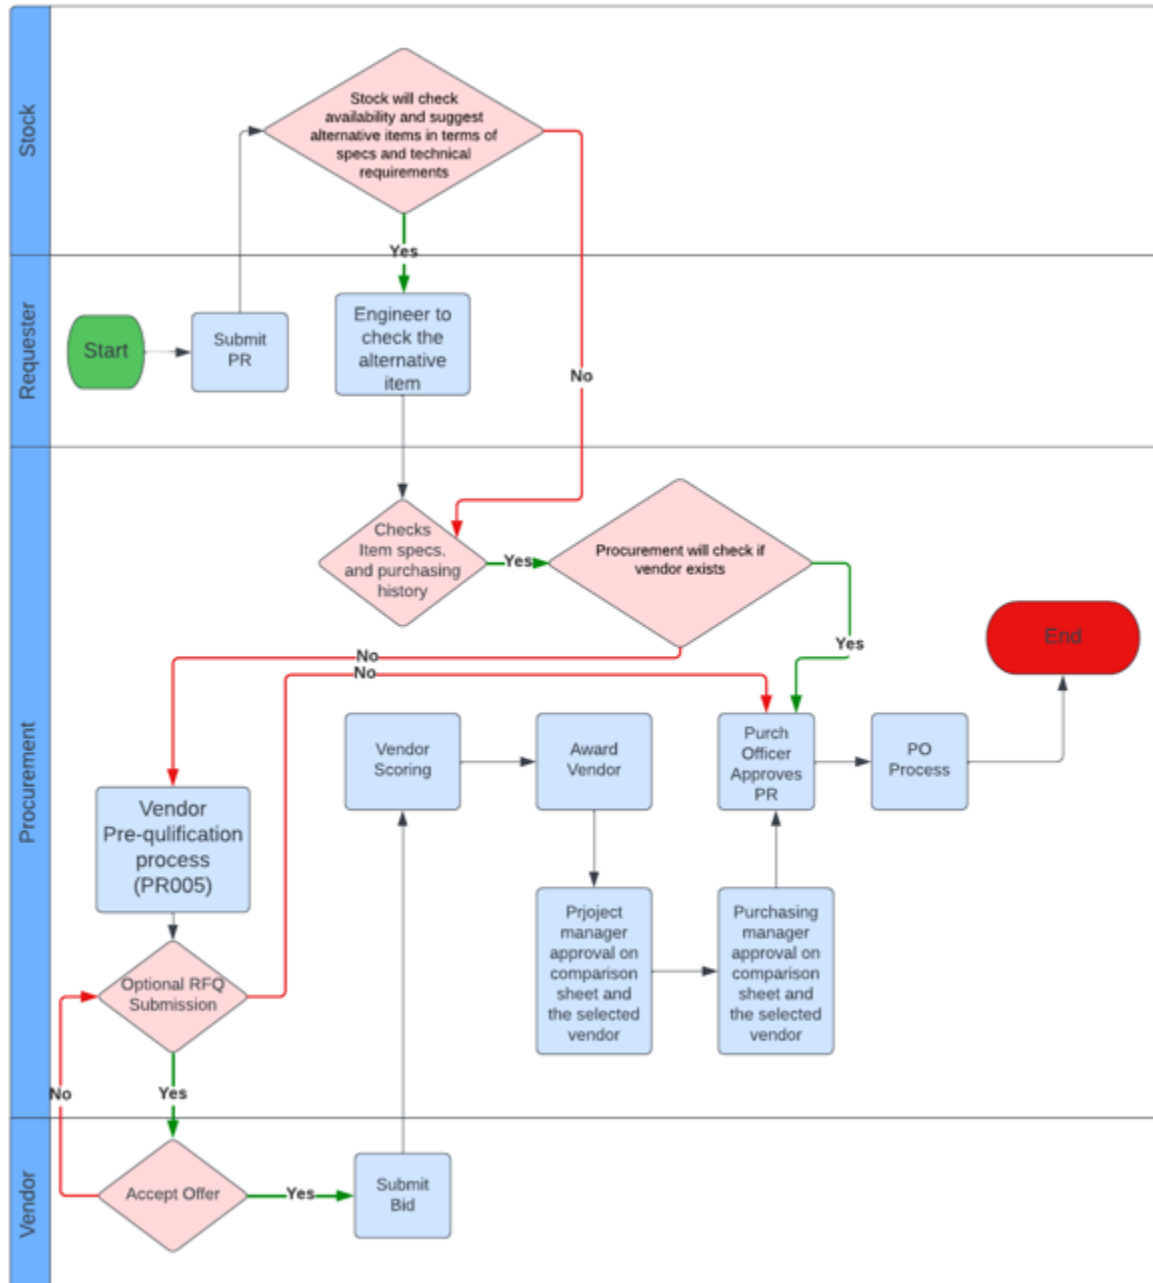 Stock
Stock will check
availability and suggest
alternative items in terms of
specs and technical
requirements
Yes
Requester
Start
Submit
PR
Engineer to
check the
alternative
item
No
Procurement
Checks
Item specs.
and purchasing
history
Yes
Procurement will check if
vendor exists
Yes
End
No
No
Vendor
Scoring
Award
Vendor
Purch
Officer
Approves
PR
PO
Process
Vendor
Pre-qulification
process
(PR005)
Prjoject
manager
approval on
comparison
sheet and
the selected
vendor
Purchasing
manager
approval on
comparison
sheet and
the selected
vendor
Optional RFQ
Submission
No
Yes
Vendor
Accept Offer
Yes
Submit
Bid